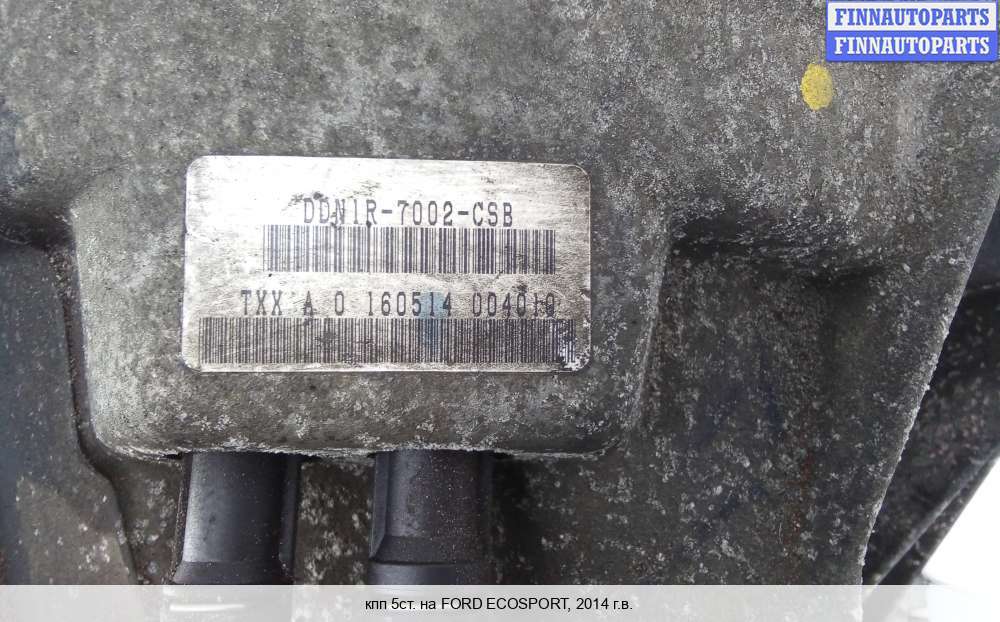 FINNAUTOPARTS
FINNAUTOPARTS
DDN1R-7002-CSB
TXX A 0 160514 004010
кпп 5ст. на FORD ECOSPORT, 2014 г.в.